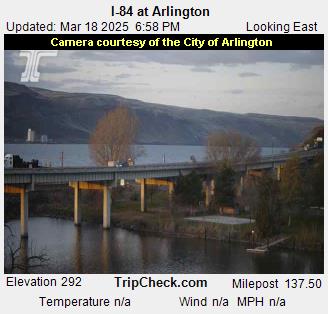 I-84 at Arlington
Updated: Mar 18 2025 6:58 PM Looking East
Camera courtesy of the City of Arlington
Elevation 292 TripCheck.com Milepost 137.50
Temperature n/a Wind n/a MPH n/a